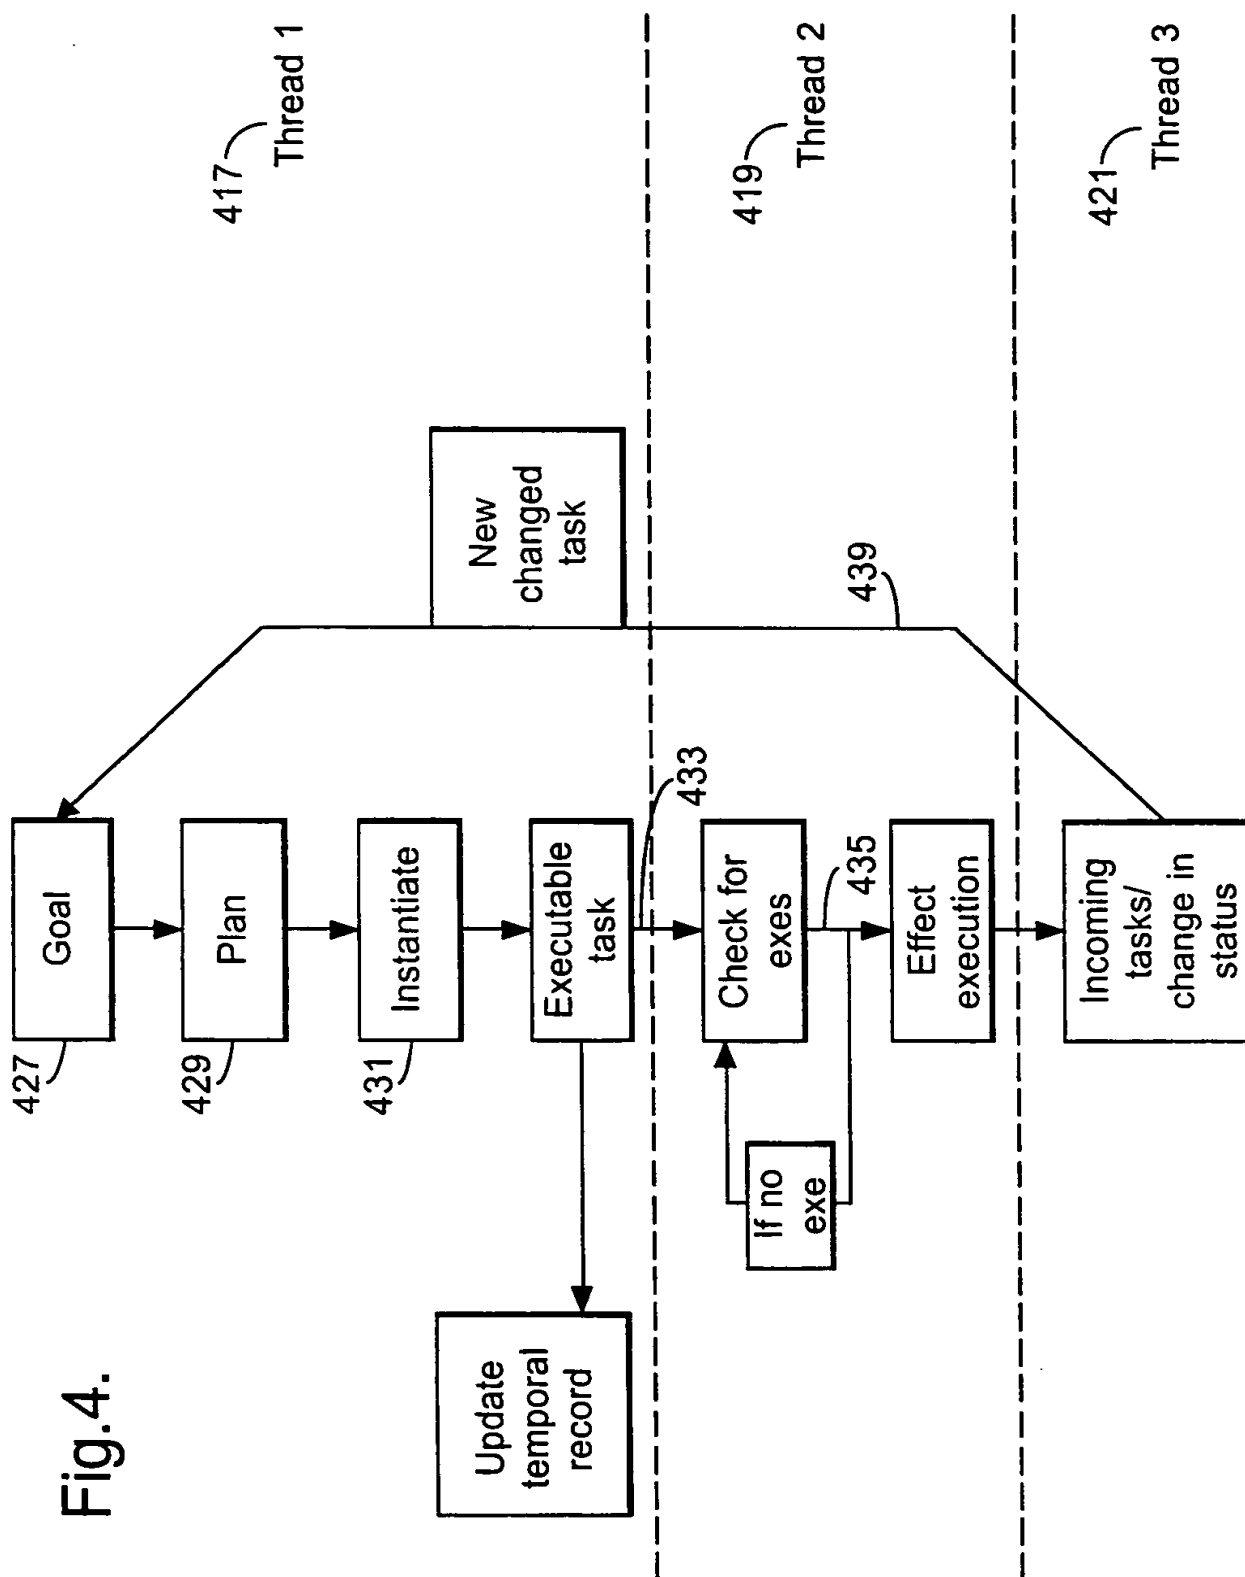 Fig.4.
427
Goal
429
Plan
431
Instantiate
Executable
task
Update
temporal
record
433
New
changed
task
417
Thread 1
Check for
exes
If no
exe
435
Effect
execution
439
419
Thread 2
Incoming
tasks/
change in
status
421
Thread 3